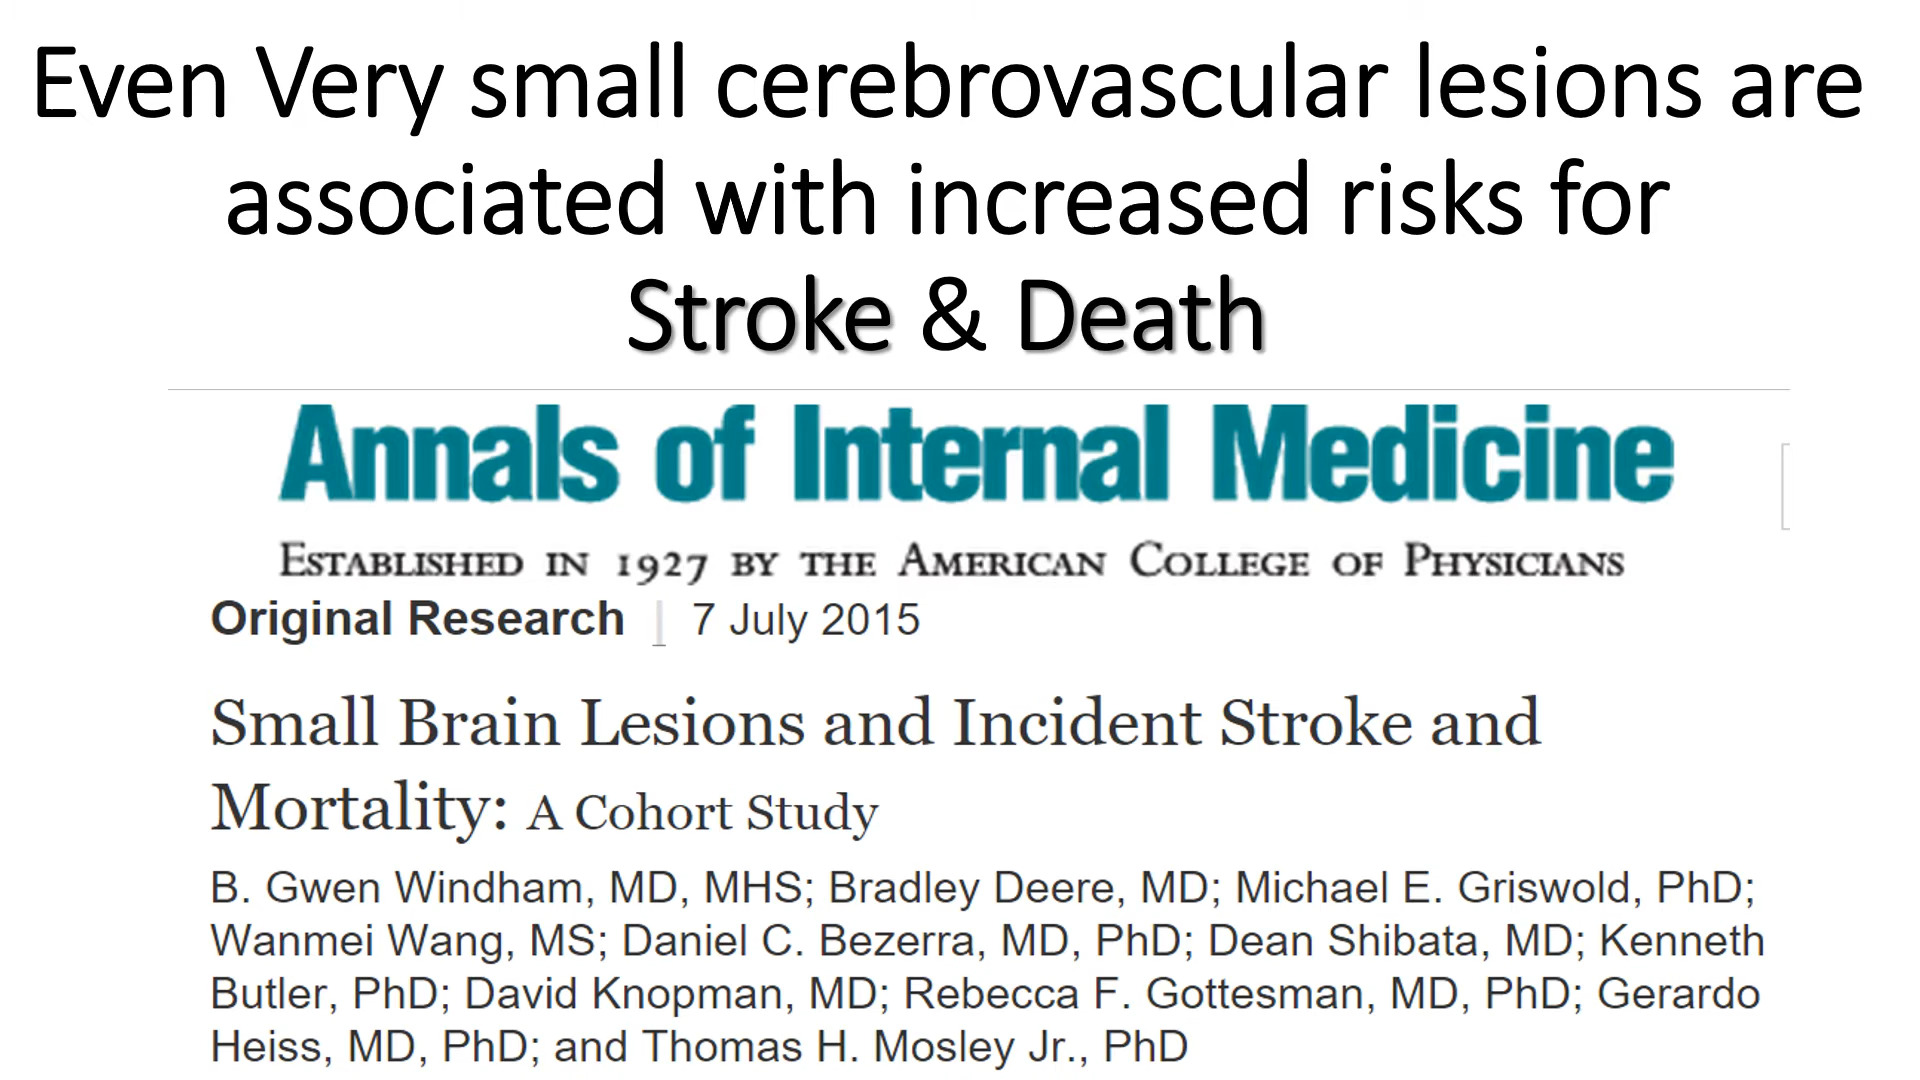 Even Very small cerebrovascular lesions are
associated with increased risks for
Stroke & Death
Annals of Internal Medicine
ESTABLISHED IN 1927 BY THE AMERICAN COLLEGE OF PHYSICIANS
Original Research | 7 July 2015
Small Brain Lesions and Incident Stroke and
Mortality: A Cohort Study
B. Gwen Windham, MD, MHS; Bradley Deere, MD; Michael E. Griswold, PhD;
Wanmei Wang, MS; Daniel C. Bezerra, MD, PhD; Dean Shibata, MD; Kenneth
Butler, PhD; David Knopman, MD; Rebecca F. Gottesman, MD, PhD; Gerardo
Heiss, MD, PhD; and Thomas H. Mosley Jr., PhD